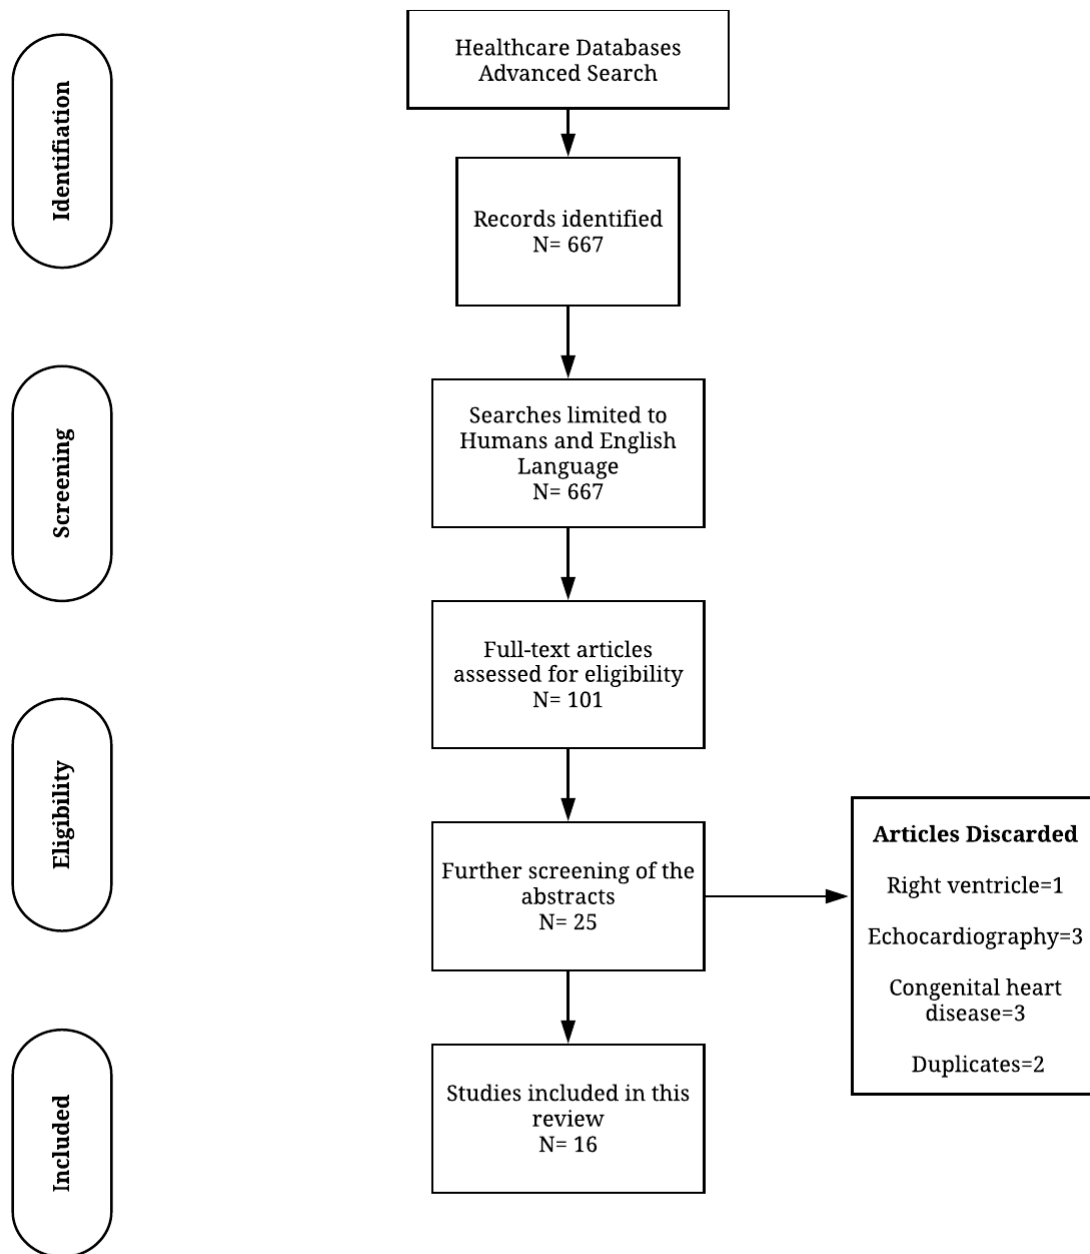 Identifiation
Healthcare Databases
Advanced Search
Records identified
N= 667
Screening
Searches limited to
Humans and English
Language
N= 667
Full-text articles
assessed for eligibility
N= 101
Eligibility
Further screening of the
abstracts
N= 25
Articles Discarded
Right ventricle=1
Echocardiography=3
Congenital heart
disease=3
Duplicates=2
Included
Studies included in this
review
N= 16